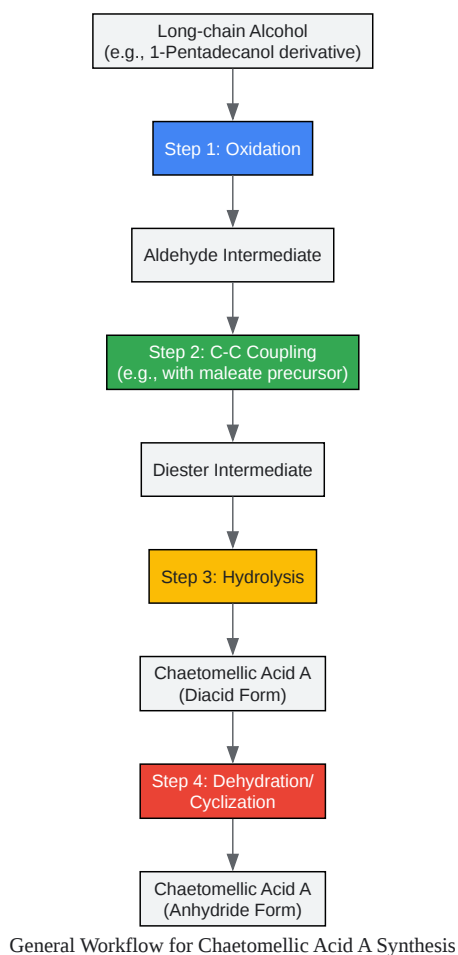 Long-chain Alcohol
(e.g., 1-Pentadecanol derivative)
Step 1: Oxidation
Aldehyde Intermediate
Step 2: C-C Coupling
(e.g., with maleate precursor)
Diester Intermediate
Step 3: Hydrolysis
Chaetomellic Acid A
(Diacid Form)
Step 4: Dehydration/
Cyclization
Chaetomellic Acid A
(Anhydride Form)
General Workflow for Chaetomellic Acid A Synthesis